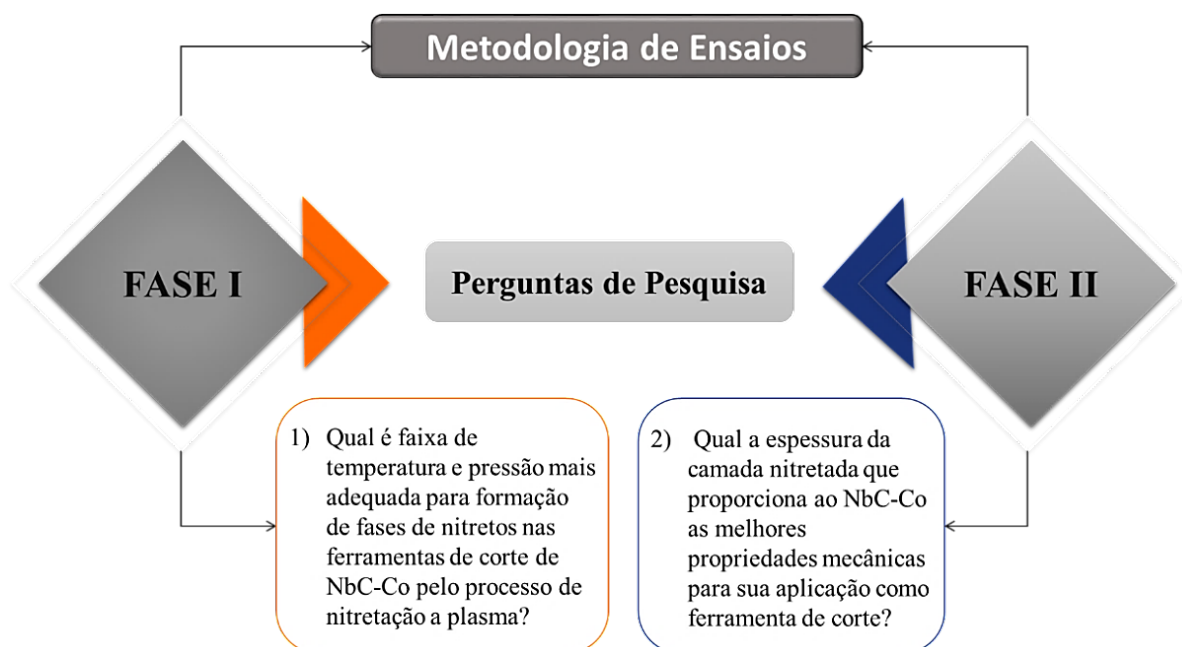 Metodologia de Ensaios
FASE I
Perguntas de Pesquisa
FASE II
1) Qual é faixa de
temperatura e pressão mais
adequada para formação
de fases de nitretos nas
ferramentas de corte de
NbC-Co pelo processo de
nitretação a plasma?
2) Qual a espessura da
camada nitretada que
proporciona ao NbC-Co
as melhores
propriedades mecânicas
para sua aplicação como
ferramenta de corte?